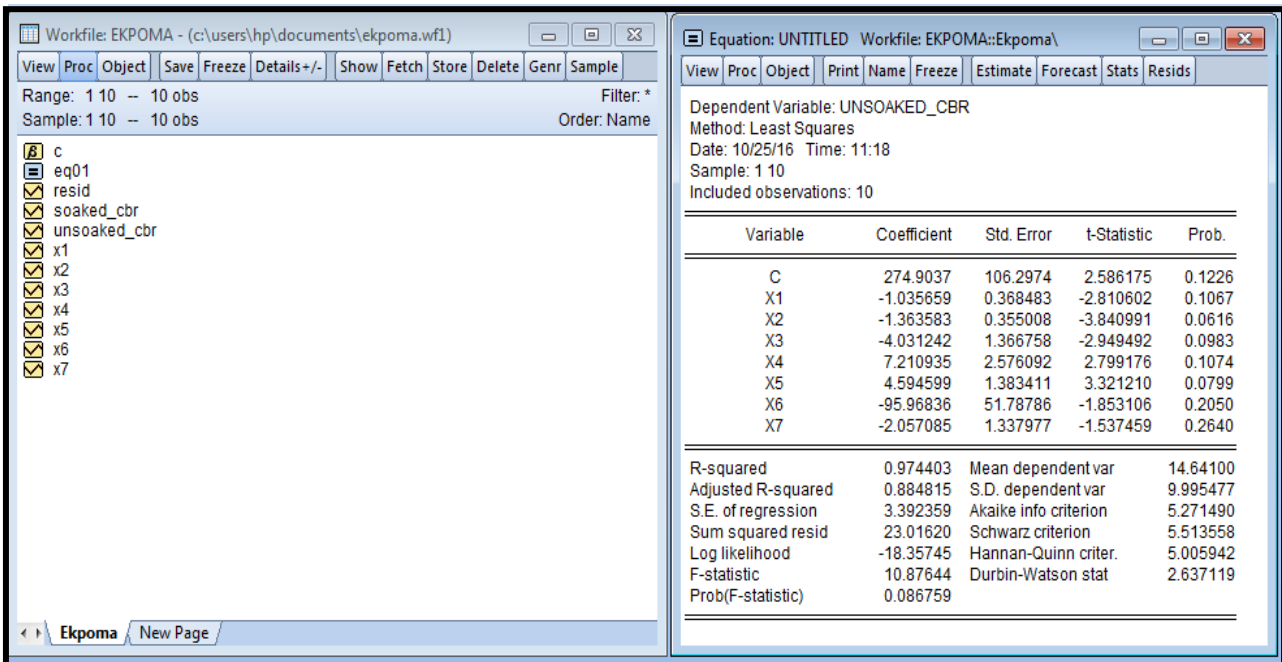 Workfile: EKPOMA - (c:\users\hp\documents\ekpoma.wf1)
View Proc Object Save Freeze Details+/- Show Fetch Store Delete Genr Sample
Range: 1 10 -- 10 obs Filter: *
Sample: 1 10 -- 10 obs Order: Name
β c
eq01
resid
soaked_cbr
unsoaked_cbr
x1
x2
x3
x4
x5
x6
x7
Ekpoma New Page
Equation: UNTITLED Workfile: EKPOMA::Ekpoma\
View Proc Object Print Name Freeze Estimate Forecast Stats Resids
Dependent Variable: UNSOAKED_CBR
Method: Least Squares
Date: 10/25/16 Time: 11:18
Sample: 1 10
Included observations: 10
Variable Coefficient Std. Error t-Statistic Prob.
C 274.9037 106.2974 2.586175 0.1226
X1 -1.035659 0.368483 -2.810602 0.1067
X2 -1.363583 0.355008 -3.840991 0.0616
X3 -4.031242 1.366758 -2.949492 0.0983
X4 7.210935 2.576092 2.799176 0.1074
X5 4.594599 1.383411 3.321210 0.0799
X6 -95.96836 51.78786 -1.853106 0.2050
X7 -2.057085 1.337977 -1.537459 0.2640
R-squared 0.974403 Mean dependent var 14.64100
Adjusted R-squared 0.884815 S.D. dependent var 9.995477
S.E. of regression 3.392359 Akaike info criterion 5.271490
Sum squared resid 23.01620 Schwarz criterion 5.513558
Log likelihood -18.35745 Hannan-Quinn criter. 5.005942
F-statistic 10.87644 Durbin-Watson stat 2.637119
Prob(F-statistic) 0.086759